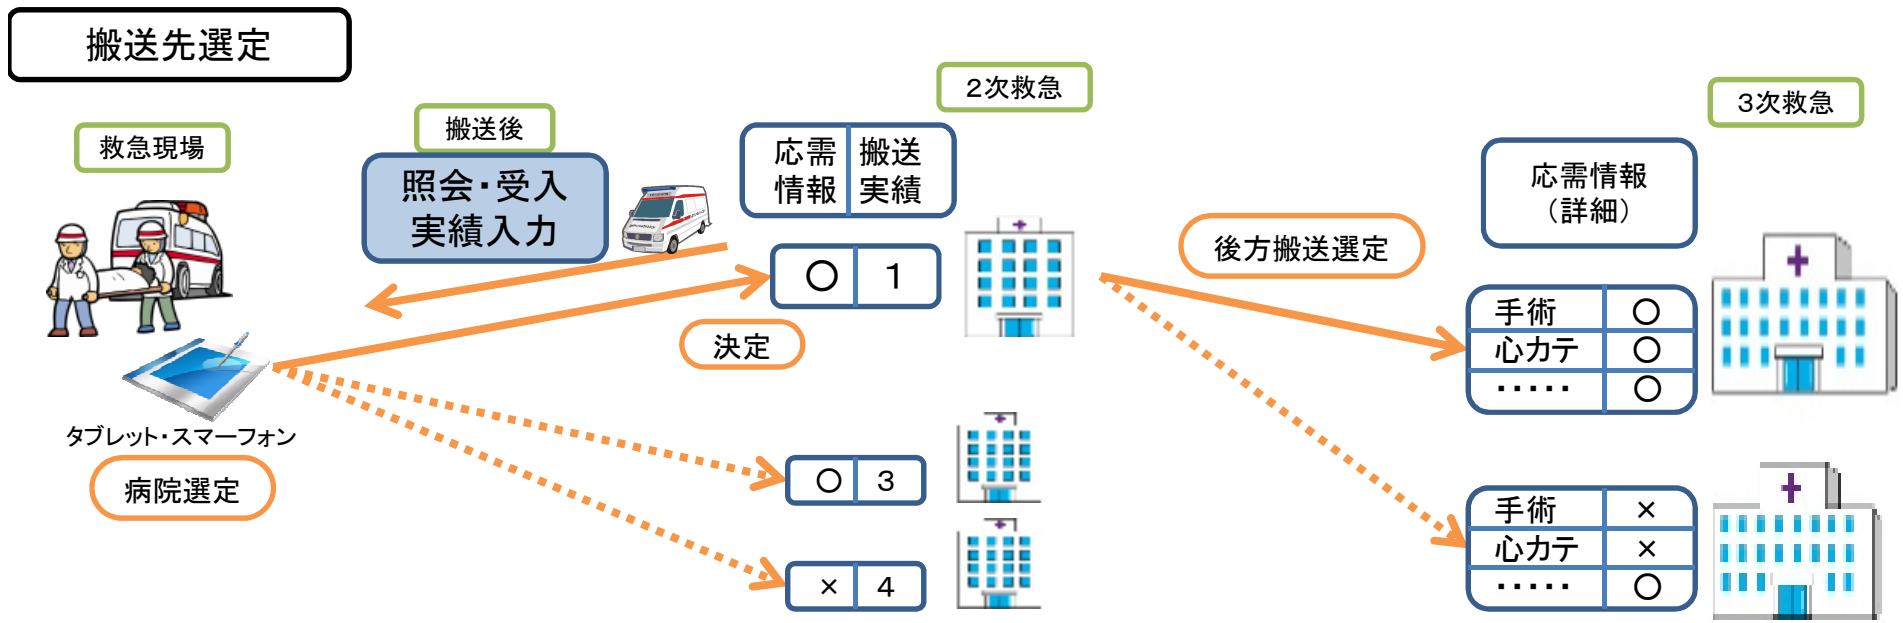 搬送先選定
救急現場
タブレット・スマーフォン
病院選定
搬送後
照会・受入
実績入力
決定
2次救急
応需
情報
搬送
実績
〇 1
〇 3
× 4
後方搬送選定
3次救急
応需情報
（詳細）
手術 〇
心カテ 〇
・・・・・ 〇
手術 ×
心カテ ×
・・・・・ 〇